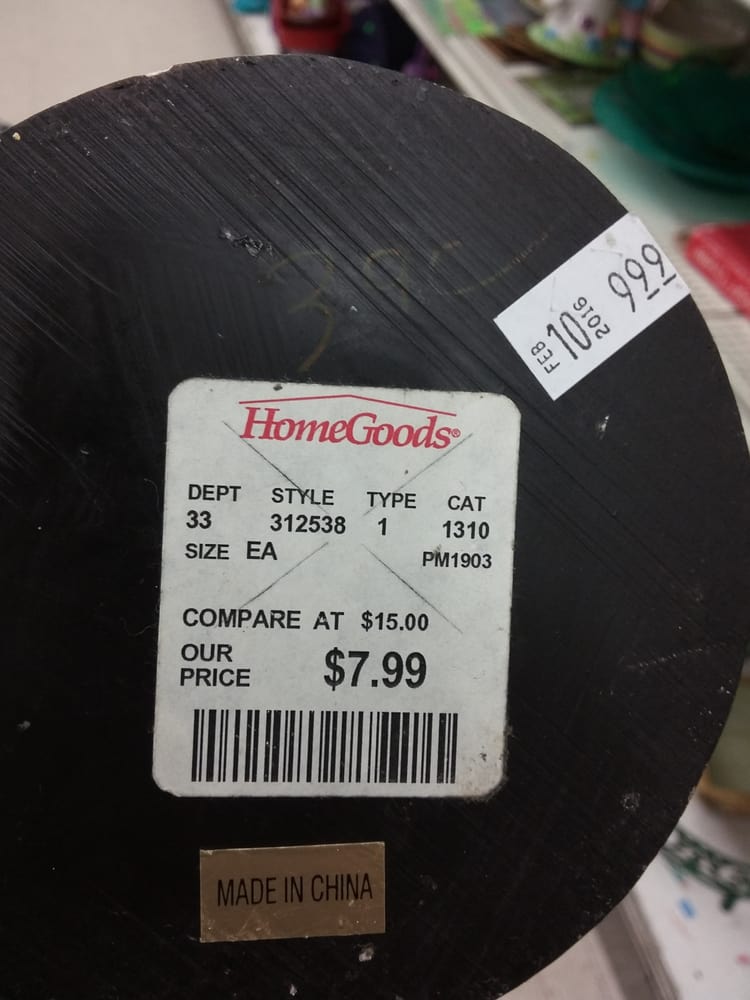 FEB 10 2016 999
HomeGoods®
DEPT STYLE TYPE CAT
33 312538 1 1310
SIZE EA PM1903
COMPARE AT $15.00
OUR PRICE $7.99
MADE IN CHINA